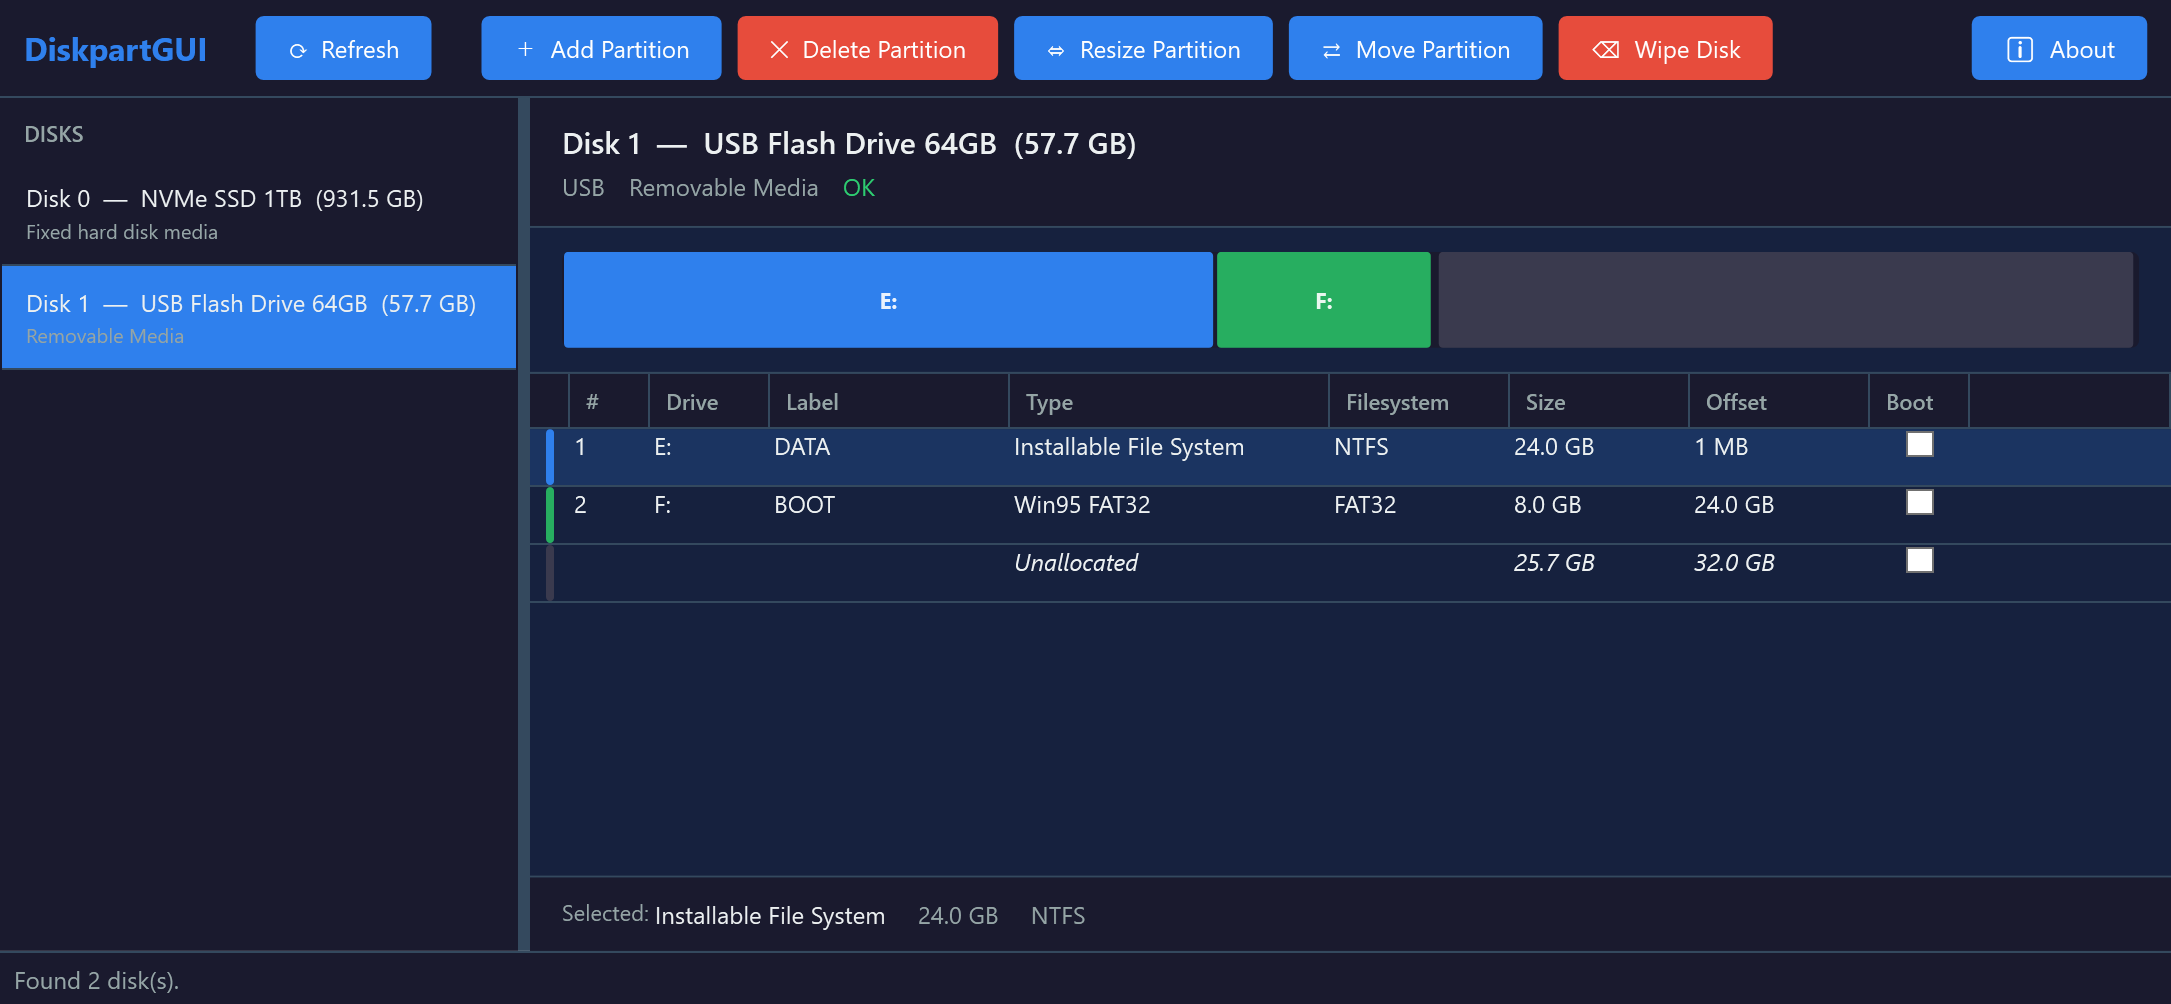 DiskpartGUI ⟳ Refresh + Add Partition ✕ Delete Partition ⇔ Resize Partition ⇄ Move Partition ⌫ Wipe Disk i About
DISKS
Disk 0 — NVMe SSD 1TB (931.5 GB)
Fixed hard disk media
Disk 1 — USB Flash Drive 64GB (57.7 GB)
Removable Media
Disk 1 — USB Flash Drive 64GB (57.7 GB)
USB Removable Media OK
E: F:
# Drive Label Type Filesystem Size Offset Boot
1 E: DATA Installable File System NTFS 24.0 GB 1 MB
2 F: BOOT Win95 FAT32 FAT32 8.0 GB 24.0 GB
Unallocated 25.7 GB 32.0 GB
Selected: Installable File System 24.0 GB NTFS
Found 2 disk(s).